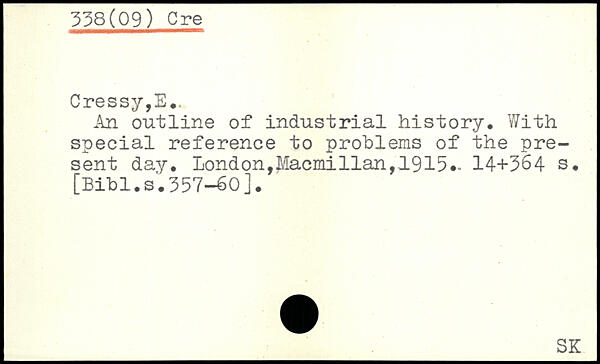 338(09) Cre
Cressy,E.
An outline of industrial history. With
special reference to problems of the pre-
sent day. London,Macmillan,1915. 14+364 s.
[Bibl.s.357-60].
SK